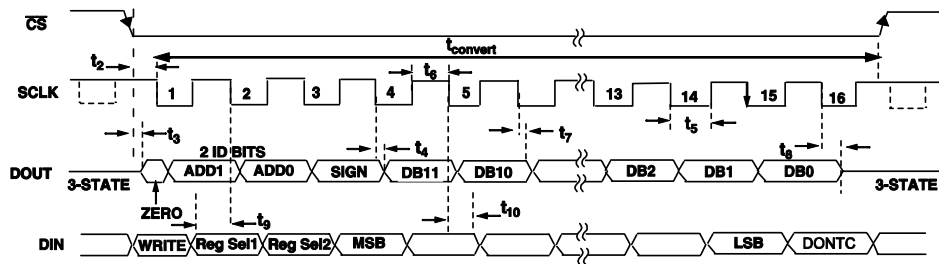 CS
tconvert
t2
t6
SCLK
1 2 3 4 5 13 14 15 16
t3
t4
t7
t5
t8
2 ID BITS
DOUT
3-STATE
ADD1 ADD0 SIGN DB11 DB10 DB2 DB1 DB0
3-STATE
ZERO
t9
t10
DIN
WRITE Reg Sel1 Reg Sel2 MSB LSB DONTC